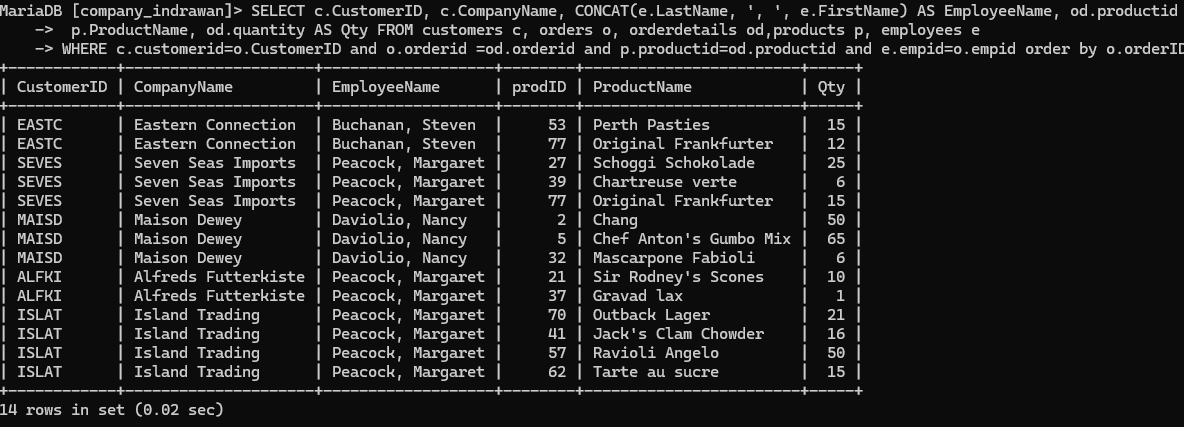 MariaDB [company_indrawan]> SELECT c.CustomerID, c.CompanyName, CONCAT(e.LastName, ', ', e.FirstName) AS EmployeeName, od.productid
    ->  p.ProductName, od.quantity AS Qty FROM customers c, orders o, orderdetails od,products p, employees e
    -> WHERE c.customerid=o.CustomerID and o.orderid =od.orderid and p.productid=od.productid and e.empid=o.empid order by o.orderID
+------------+--------------------+-------------------+--------+------------------------+-----+
| CustomerID | CompanyName        | EmployeeName      | prodID | ProductName            | Qty |
+------------+--------------------+-------------------+--------+------------------------+-----+
| EASTC      | Eastern Connection | Buchanan, Steven  |     53 | Perth Pasties          |  15 |
| EASTC      | Eastern Connection | Buchanan, Steven  |     77 | Original Frankfurter   |  12 |
| SEVES      | Seven Seas Imports | Peacock, Margaret |     27 | Schoggi Schokolade     |  25 |
| SEVES      | Seven Seas Imports | Peacock, Margaret |     39 | Chartreuse verte       |   6 |
| SEVES      | Seven Seas Imports | Peacock, Margaret |     77 | Original Frankfurter   |  15 |
| MAISD      | Maison Dewey       | Daviolio, Nancy   |      2 | Chang                  |  50 |
| MAISD      | Maison Dewey       | Daviolio, Nancy   |      5 | Chef Anton's Gumbo Mix |  65 |
| MAISD      | Maison Dewey       | Daviolio, Nancy   |     32 | Mascarpone Fabioli     |   6 |
| ALFKI      | Alfreds Futterkiste | Peacock, Margaret |     21 | Sir Rodney's Scones    |  10 |
| ALFKI      | Alfreds Futterkiste | Peacock, Margaret |     37 | Gravad lax             |   1 |
| ISLAT      | Island Trading     | Peacock, Margaret |     70 | Outback Lager          |  21 |
| ISLAT      | Island Trading     | Peacock, Margaret |     41 | Jack's Clam Chowder    |  16 |
| ISLAT      | Island Trading     | Peacock, Margaret |     57 | Ravioli Angelo         |  50 |
| ISLAT      | Island Trading     | Peacock, Margaret |     62 | Tarte au sucre         |  15 |
+------------+--------------------+-------------------+--------+------------------------+-----+
14 rows in set (0.02 sec)